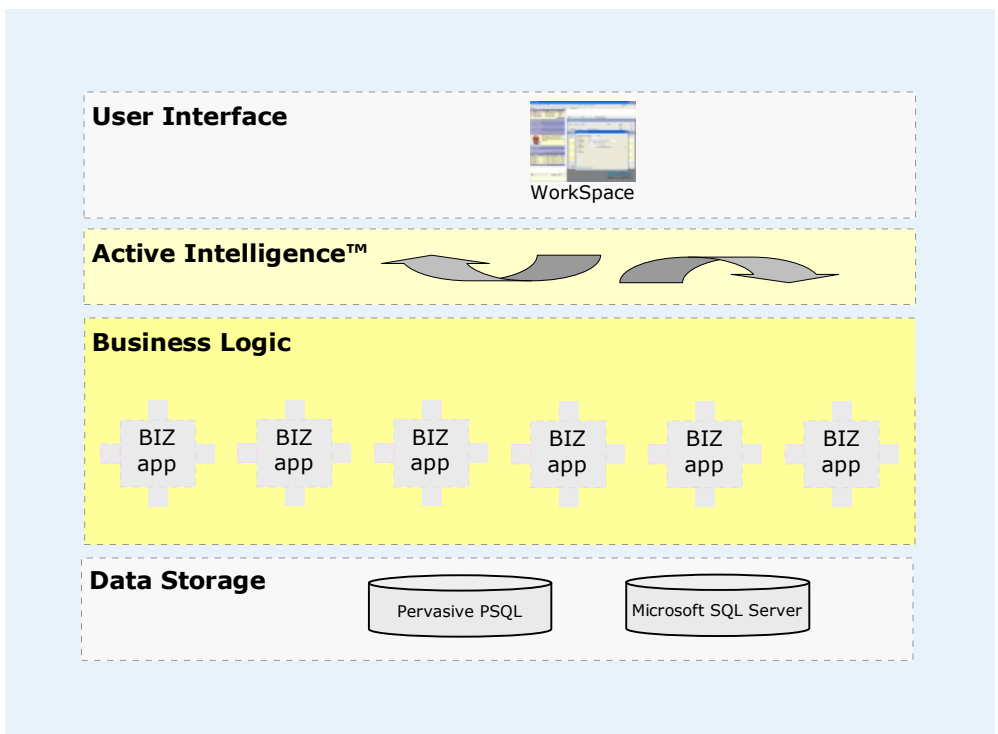 User Interface
WorkSpace
Active Intelligence™
Business Logic
BIZ
app
BIZ
app
BIZ
app
BIZ
app
BIZ
app
BIZ
app
Data Storage
Pervasive PSQL
Microsoft SQL Server